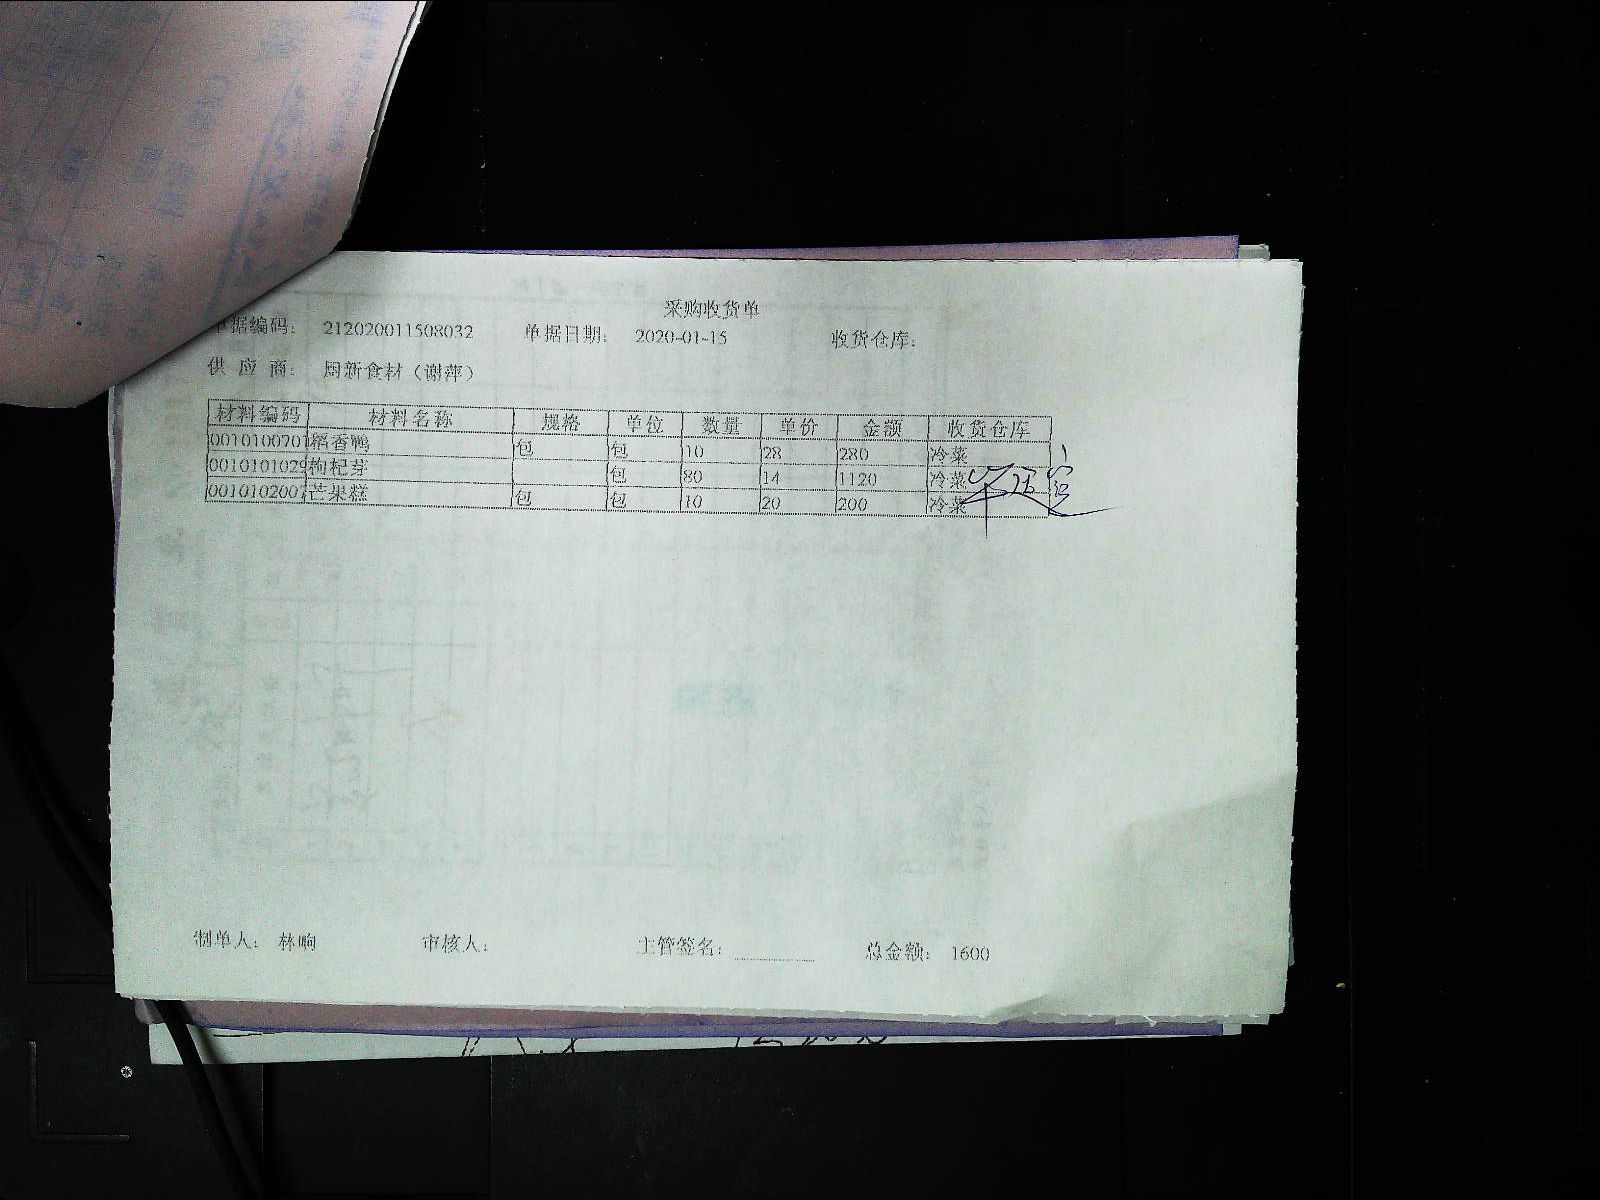 采购收货单
单据编码： 212020011508032 单据日期： 2020-01-15 收货仓库：
供 应 商： 厨新食材（谢萍）
材料编码 材料名称 规格 单位 数量 单价 金额 收货仓库
0010100701 稻香鸭 包 包 10 28 280 冷菜
0010101029 枸杞芽 包 80 14 1120 冷菜
001010200 芒果糕 包 包 10 20 200 冷菜
制单人： 林晌 审核人： 主管签名： 总金额： 1600